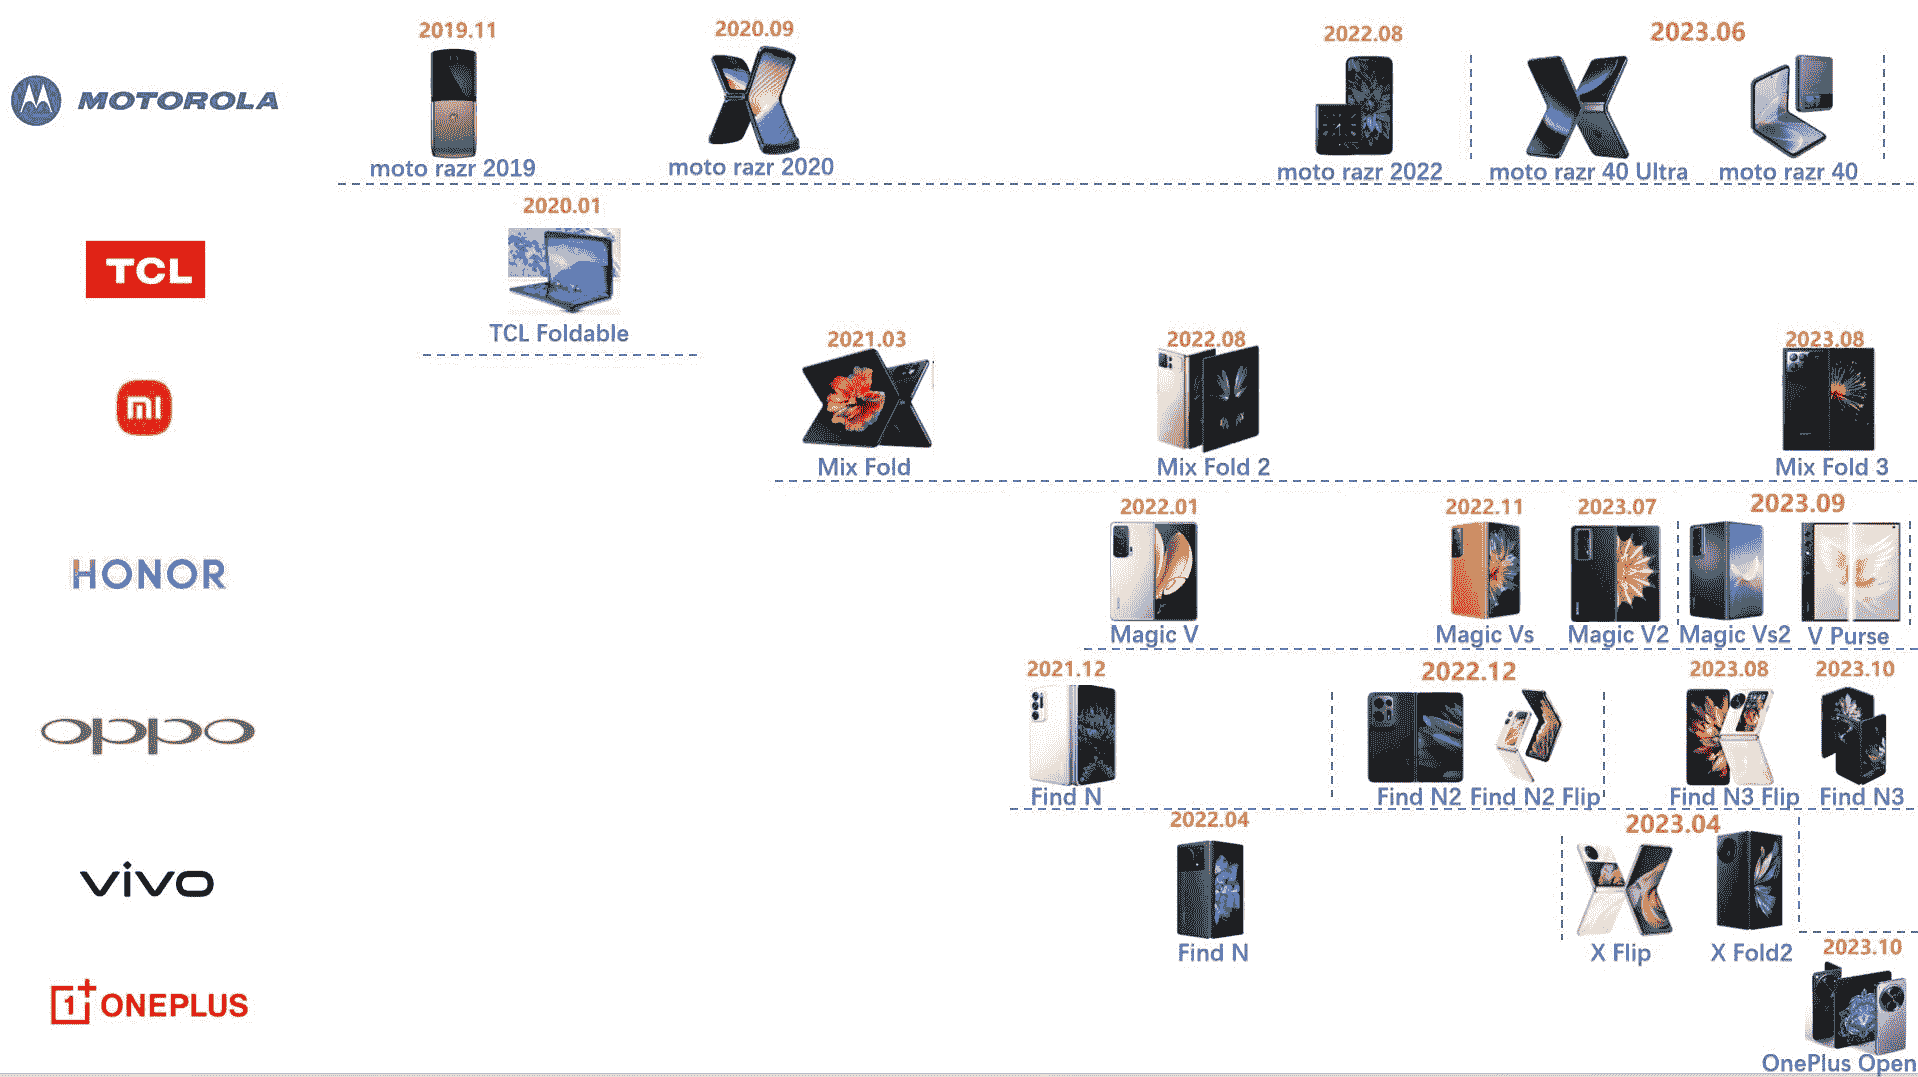 2019.11
2020.09
2022.08
2023.06
MOTOROLA
moto razr 2019
moto razr 2020
moto razr 2022
moto razr 40 Ultra
moto razr 40
2020.01
TCL
TCL Foldable
2021.03
2022.08
2023.08
MI
Mix Fold
Mix Fold 2
Mix Fold 3
2022.01
2022.11
2023.07
2023.09
HONOR
Magic V
Magic Vs
Magic V2
Magic Vs2
V Purse
2021.12
2022.12
2023.08
2023.10
oppo
Find N
Find N2
Find N2 Flip
Find N3 Flip
Find N3
2022.04
2023.04
vivo
Find N
X Flip
X Fold2
2023.10
1+ ONEPLUS
OnePlus Open